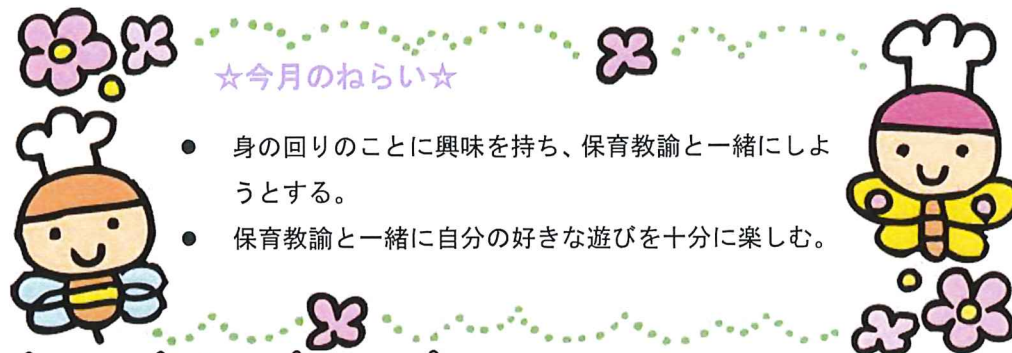 ☆今月のねらい☆
● 身の回りのことに興味を持ち、保育教諭と一緒にしよ
うとする。
● 保育教諭と一緒に自分の好きな遊びを十分に楽しむ。